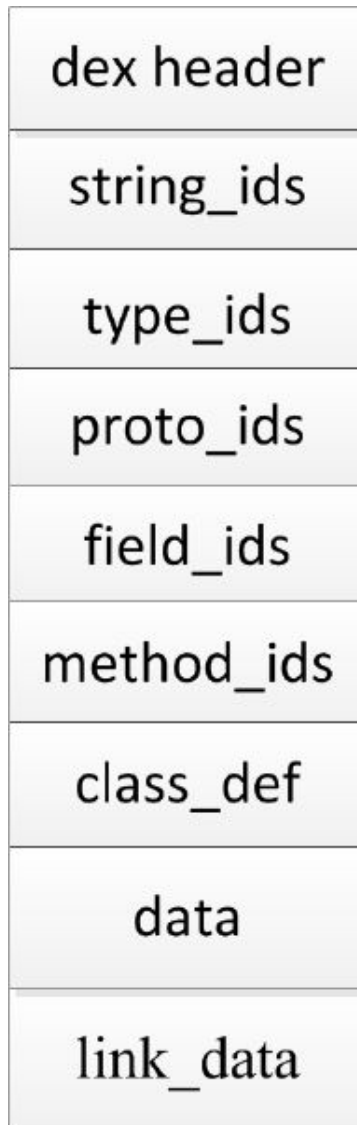 dex header
string_ids
type_ids
proto_ids
field_ids
method_ids
class_def
data
link_data